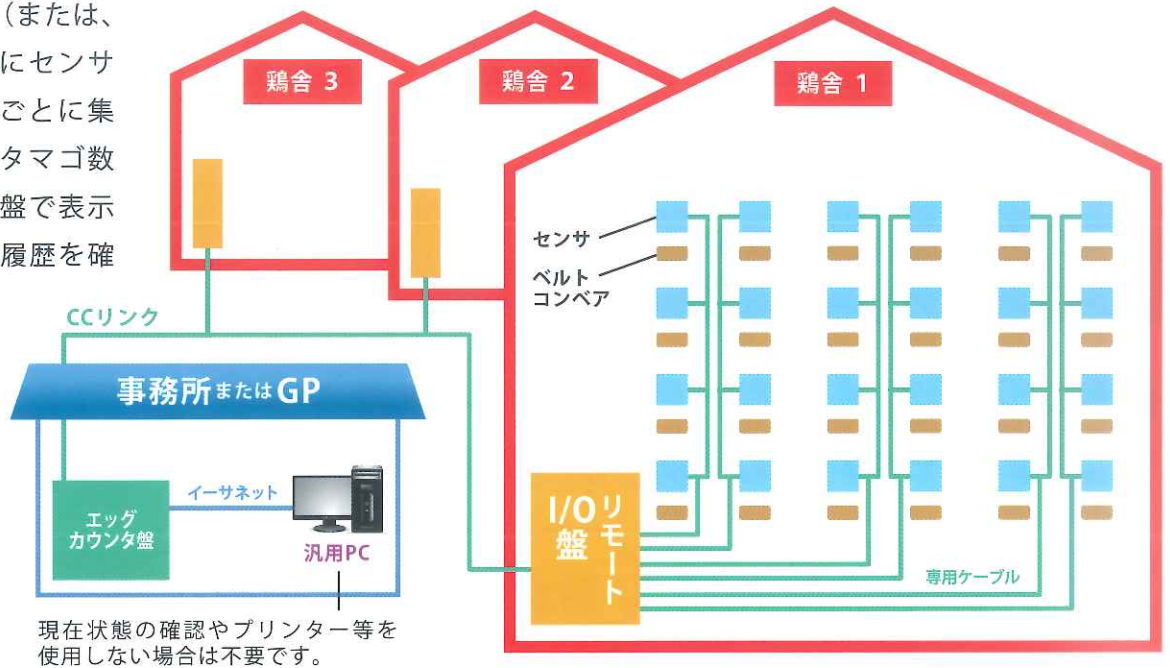 （または、
にセンサ
ごとに集
タマゴ数
盤で表示
履歴を確
鶏舎 3
鶏舎 2
鶏舎 1
センサ
ベルト
コンベア
CCリンク
事務所またはGP
イーサネット
エッグ
カウンタ盤
汎用PC
リモート
I/O盤
専用ケーブル
現在状態の確認やプリンター等を
使用しない場合は不要です。